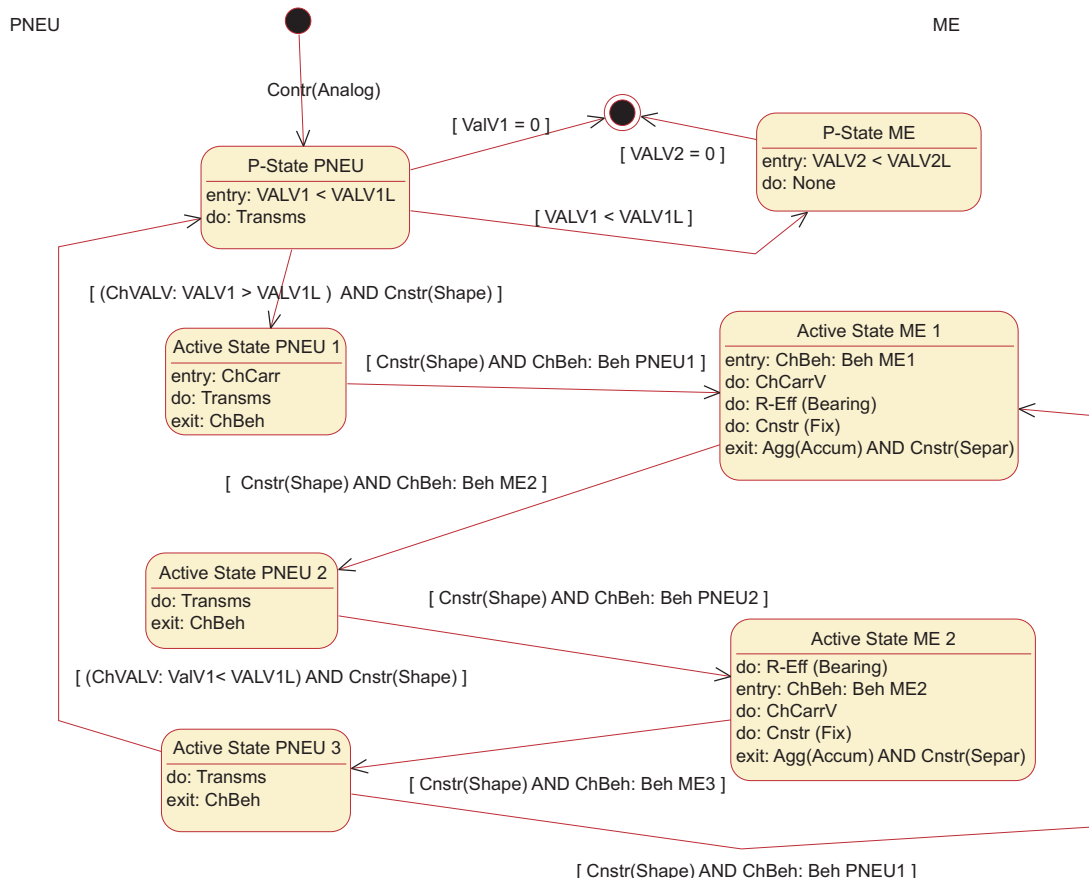 PNEU
ME
Contr(Analog)
[ ValV1 = 0 ]
[ VALV2 = 0 ]
P-State ME
entry: VALV2 < VALV2L
do: None
P-State PNEU
entry: VALV1 < VALV1L
do: Transms
[ VALV1 < VALV1L ]
[ (ChVALV: VALV1 > VALV1L ) AND Cnstr(Shape) ]
Active State PNEU 1
entry: ChCarr
do: Transms
exit: ChBeh
[ Cnstr(Shape) AND ChBeh: Beh PNEU1 ]
Active State ME 1
entry: ChBeh: Beh ME1
do: ChCarrV
do: R-Eff (Bearing)
do: Cnstr (Fix)
exit: Agg(Accum) AND Cnstr(Separ)
[ Cnstr(Shape) AND ChBeh: Beh ME2 ]
Active State PNEU 2
do: Transms
exit: ChBeh
[ Cnstr(Shape) AND ChBeh: Beh PNEU2 ]
Active State ME 2
do: R-Eff (Bearing)
entry: ChBeh: Beh ME2
do: ChCarrV
do: Cnstr (Fix)
exit: Agg(Accum) AND Cnstr(Separ)
[ (ChVALV: ValV1< VALV1L) AND Cnstr(Shape) ]
Active State PNEU 3
do: Transms
exit: ChBeh
[ Cnstr(Shape) AND ChBeh: Beh ME3 ]
[ Cnstr(Shape) AND ChBeh: Beh PNEU1 ]